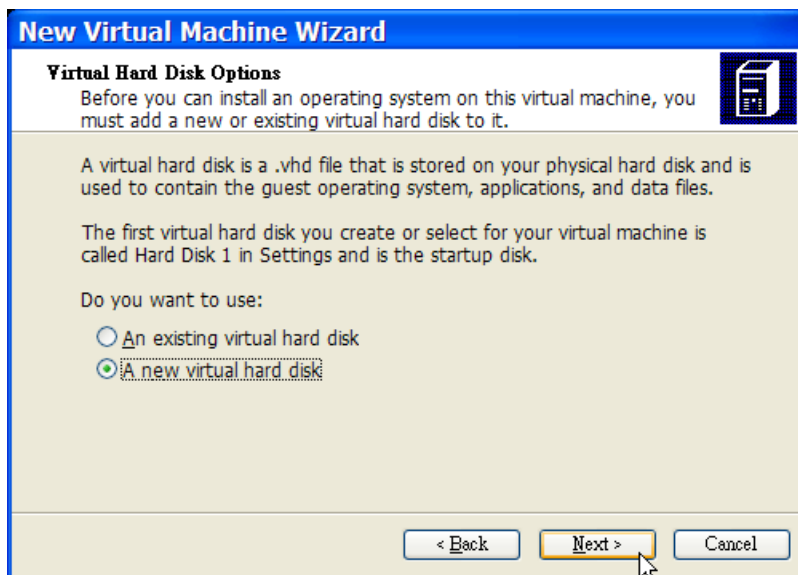 New Virtual Machine Wizard
Virtual Hard Disk Options
Before you can install an operating system on this virtual machine, you
must add a new or existing virtual hard disk to it.
A virtual hard disk is a .vhd file that is stored on your physical hard disk and is
used to contain the guest operating system, applications, and data files.
The first virtual hard disk you create or select for your virtual machine is
called Hard Disk 1 in Settings and is the startup disk.
Do you want to use:
An existing virtual hard disk
A new virtual hard disk
< Back Next > Cancel